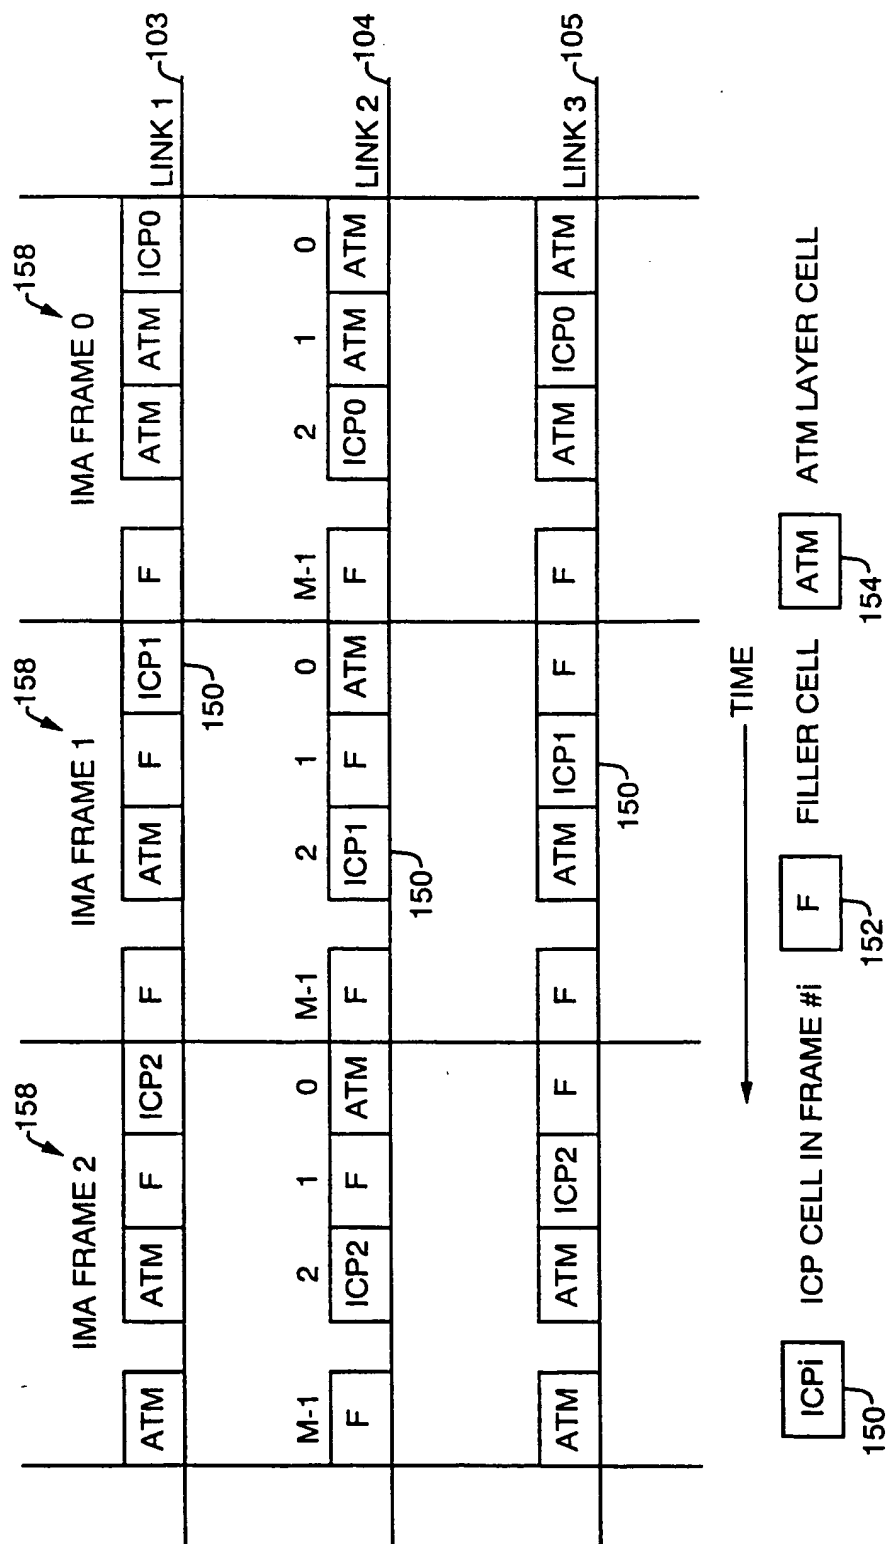 158 158 158
IMA FRAME 2 IMA FRAME 1 IMA FRAME 0
ATM ATM F ICP2 F ATM F ICP1 F ATM ATM ICP0 LINK 1 103
150
M-1 2 1 0 M-1 2 1 0 M-1 2 1 0
F ICP2 F ATM F ICP1 F ATM F ICP0 ATM ATM LINK 2 104
150
ATM ATM ICP2 F F ATM ICP1 F F ATM ICP0 ATM LINK 3 105
150
TIME
ICPi ICP CELL IN FRAME #i F FILLER CELL ATM ATM LAYER CELL
150 152 154